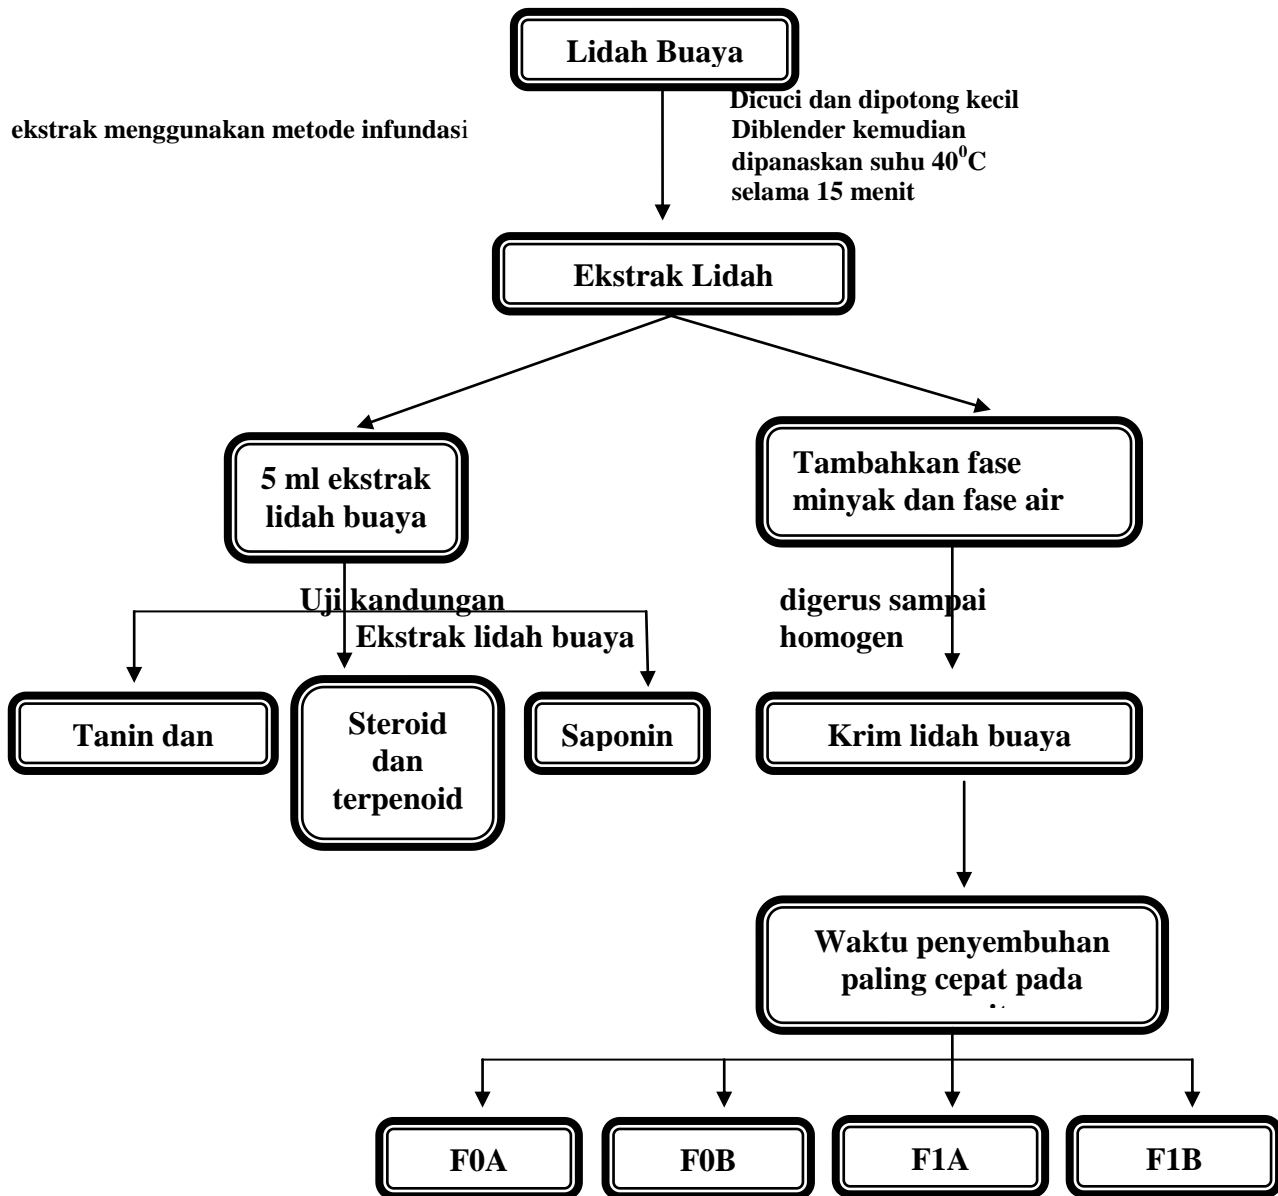 Lidah Buaya
ekstrak menggunakan metode infundasi
Dicuci dan dipotong kecil
Diblender kemudian
dipanaskan suhu 40⁰C
selama 15 menit
Ekstrak Lidah
5 ml ekstrak
lidah buaya
Tambahkan fase
minyak dan fase air
Uji kandungan
Ekstrak lidah buaya
digerus sampai
homogen
Tanin dan
Steroid
dan
terpenoid
Saponin
Krim lidah buaya
Waktu penyembuhan
paling cepat pada
F0A
F0B
F1A
F1B